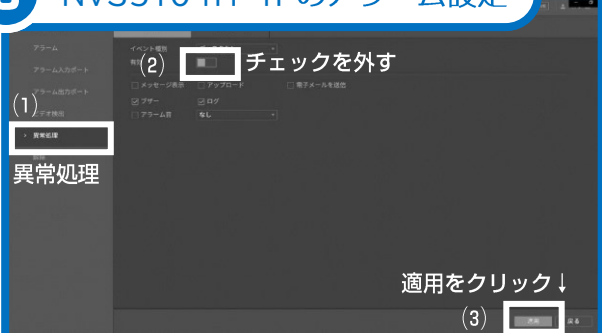 のアラーム設定
アラーム
イベント種別
アラーム入力ポート
(2)
チェックを外す
メッセージ表示
アップロード
電子メールを送信
アラーム出力ポート
(1)
ブザー
ログ
ビデオ検出
アラーム音
なし
異常処理
異常処理
適用をクリック↓
(3)
適用
戻る